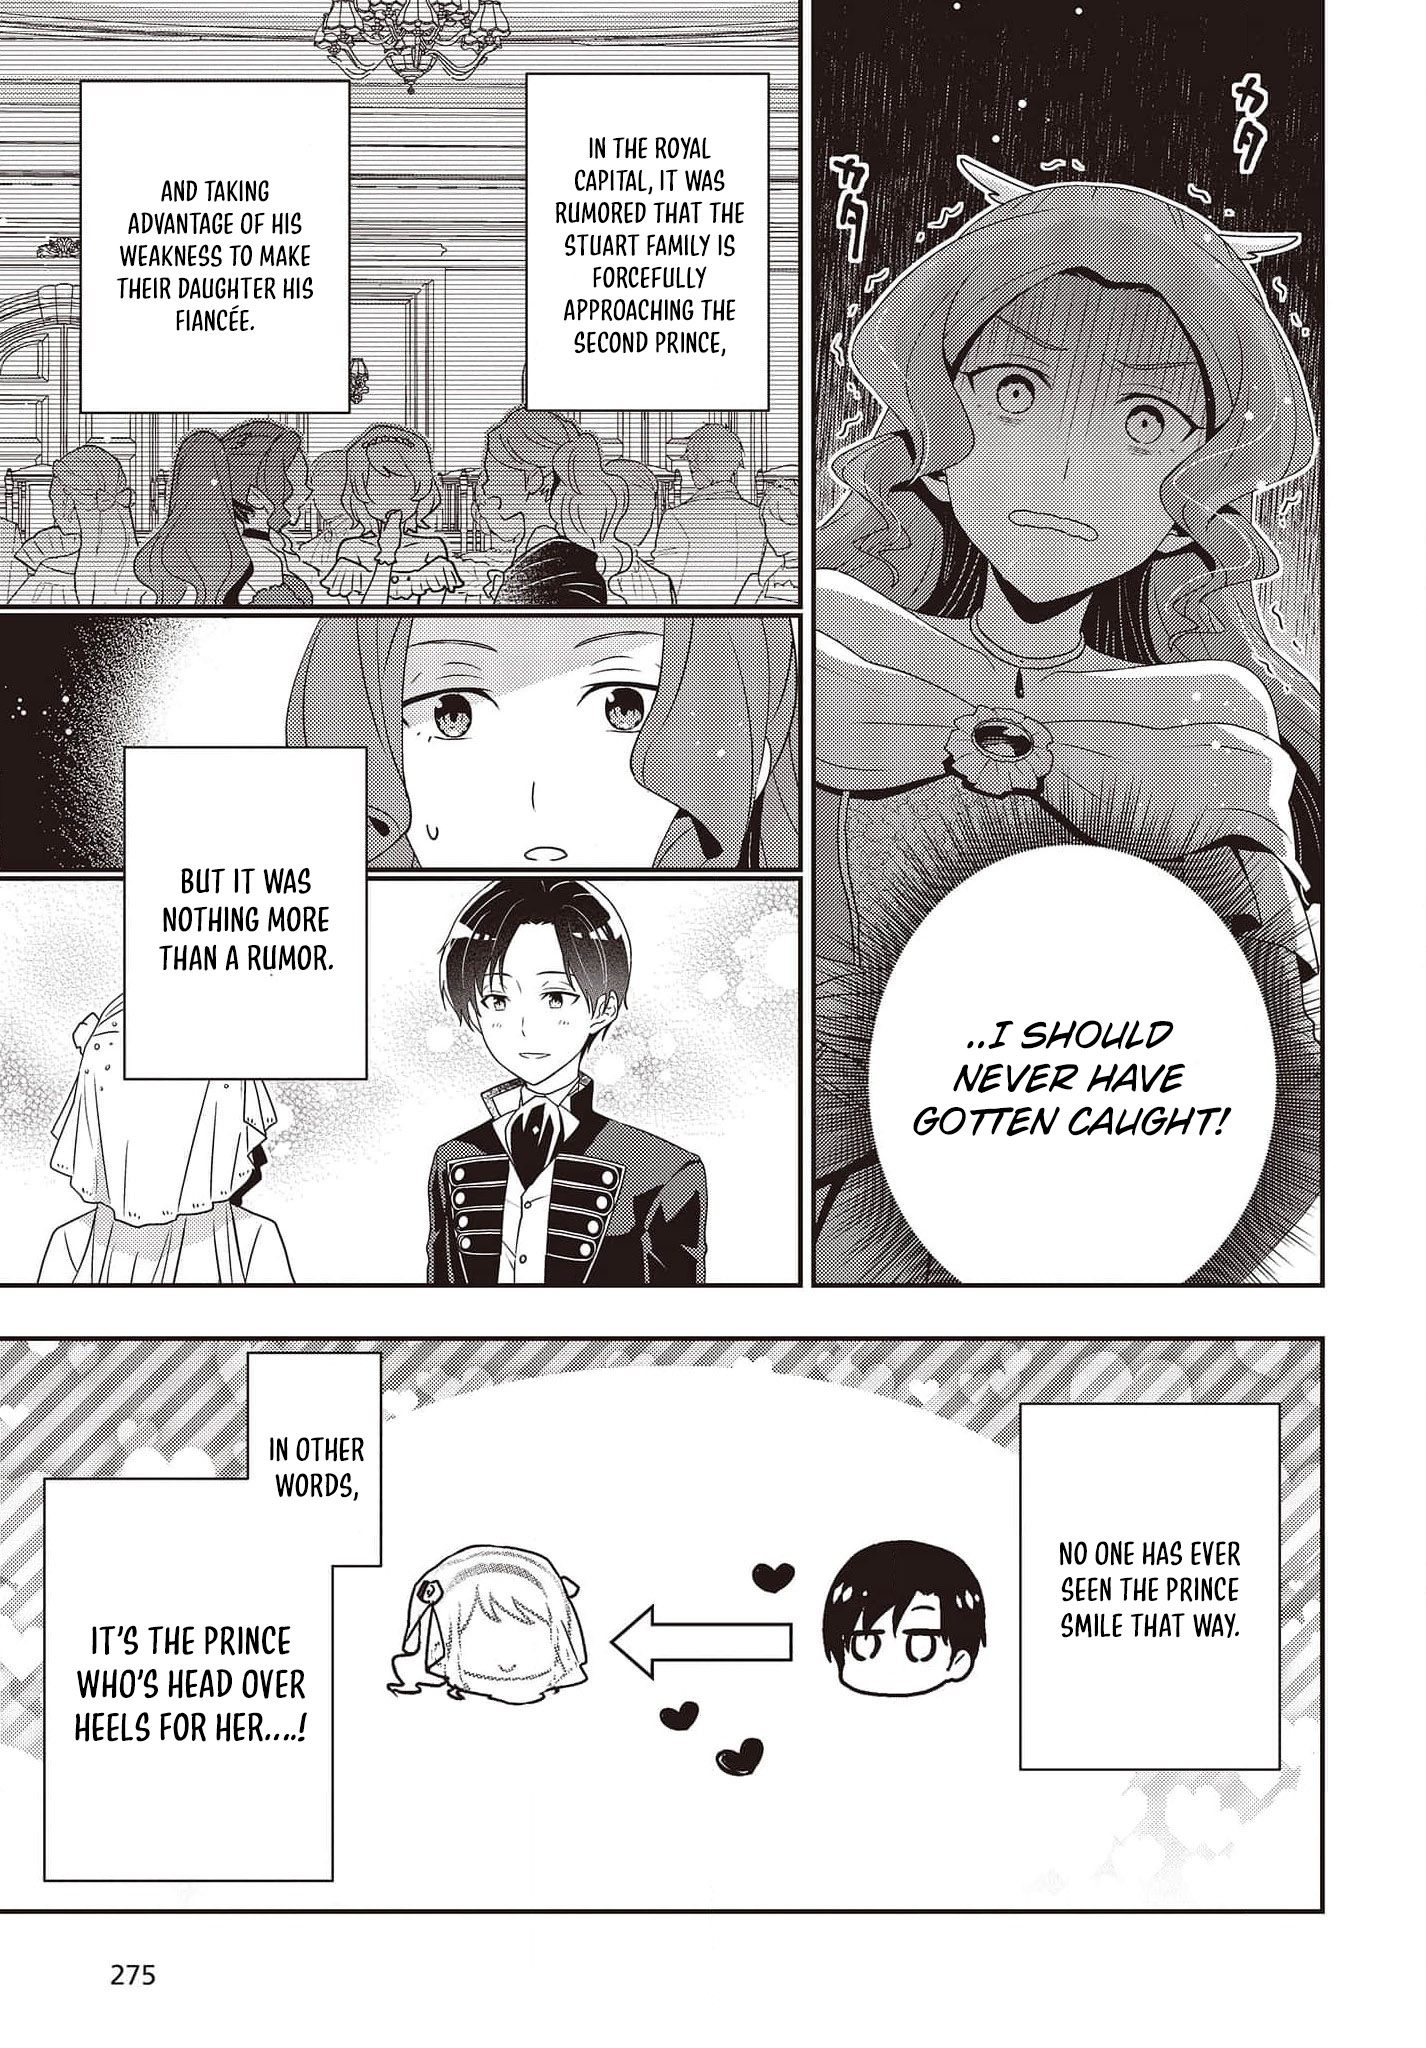 カタ
カタ
..I SHOULD
NEVER HAVE
GOTTEN CAUGHT!
IN THE ROYAL
CAPITAL, IT WAS
RUMORED THAT THE
STUART FAMILY IS
FORCEFULLY
APPROACHING THE
SECOND PRINCE,
AND TAKING
ADVANTAGE OF HIS
WEAKNESS TO MAKE
THEIR DAUGHTER HIS
FIANCÉE.
BUT IT WAS
NOTHING MORE
THAN A RUMOR.
NO ONE HAS EVER
SEEN THE PRINCE
SMILE THAT WAY.
IN OTHER
WORDS,
IT'S THE PRINCE
WHO'S HEAD OVER
HEELS FOR HER....!
275